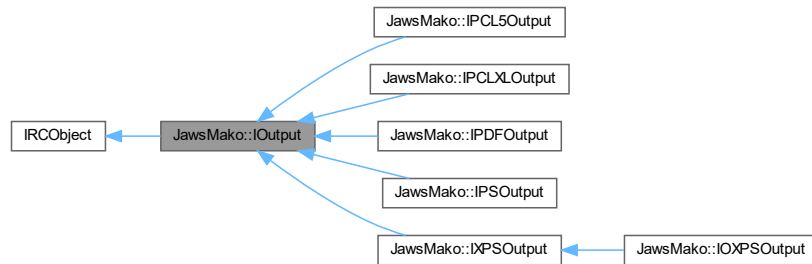 JawsMako::IPCL5Output
JawsMako::IPCLXLOutput
IRCObject
JawsMako::IOutput
JawsMako::IPDFOutput
JawsMako::IPSOutput
JawsMako::IXPSOutput
JawsMako::IOXPSOutput